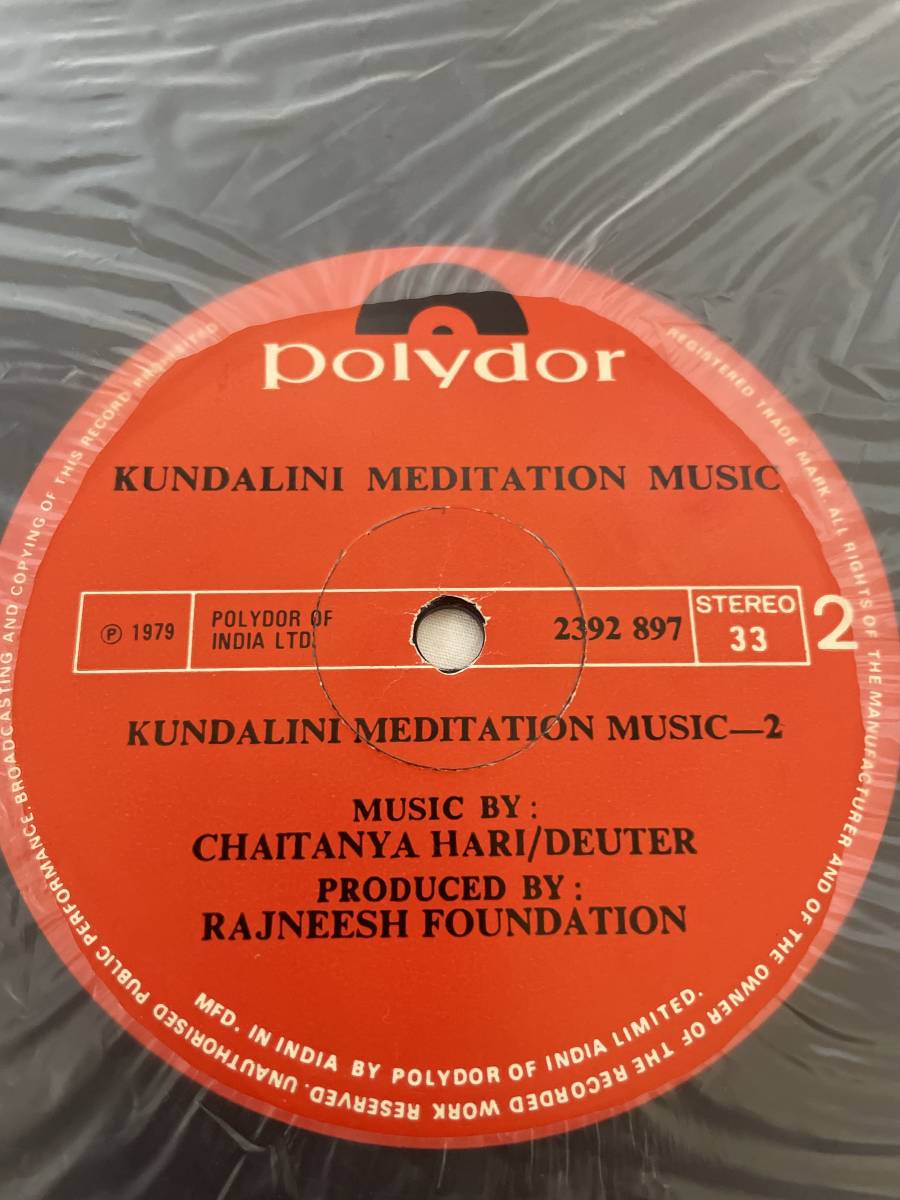 polydor
KUNDALINI MEDITATION MUSIC
℗ 1979
POLYDOR OF
INDIA LTD.
2392 897
STEREO
33
2
KUNDALINI MEDITATION MUSIC—2
MUSIC BY :
CHAITANYA HARI/DEUTER
PRODUCED BY :
RAJNEESH FOUNDATION
MFD. IN INDIA BY POLYDOR OF INDIA LIMITED.
REGISTERED TRADE MARK. ALL RIGHTS OF THE MANUFACTURER AND OF THE OWNER OF THE RECORDED WORK RESERVED. UNAUTHORISED PUBLIC PERFORMANCE. BROADCASTING AND COPYING OF THIS RECORD PROHIBITED